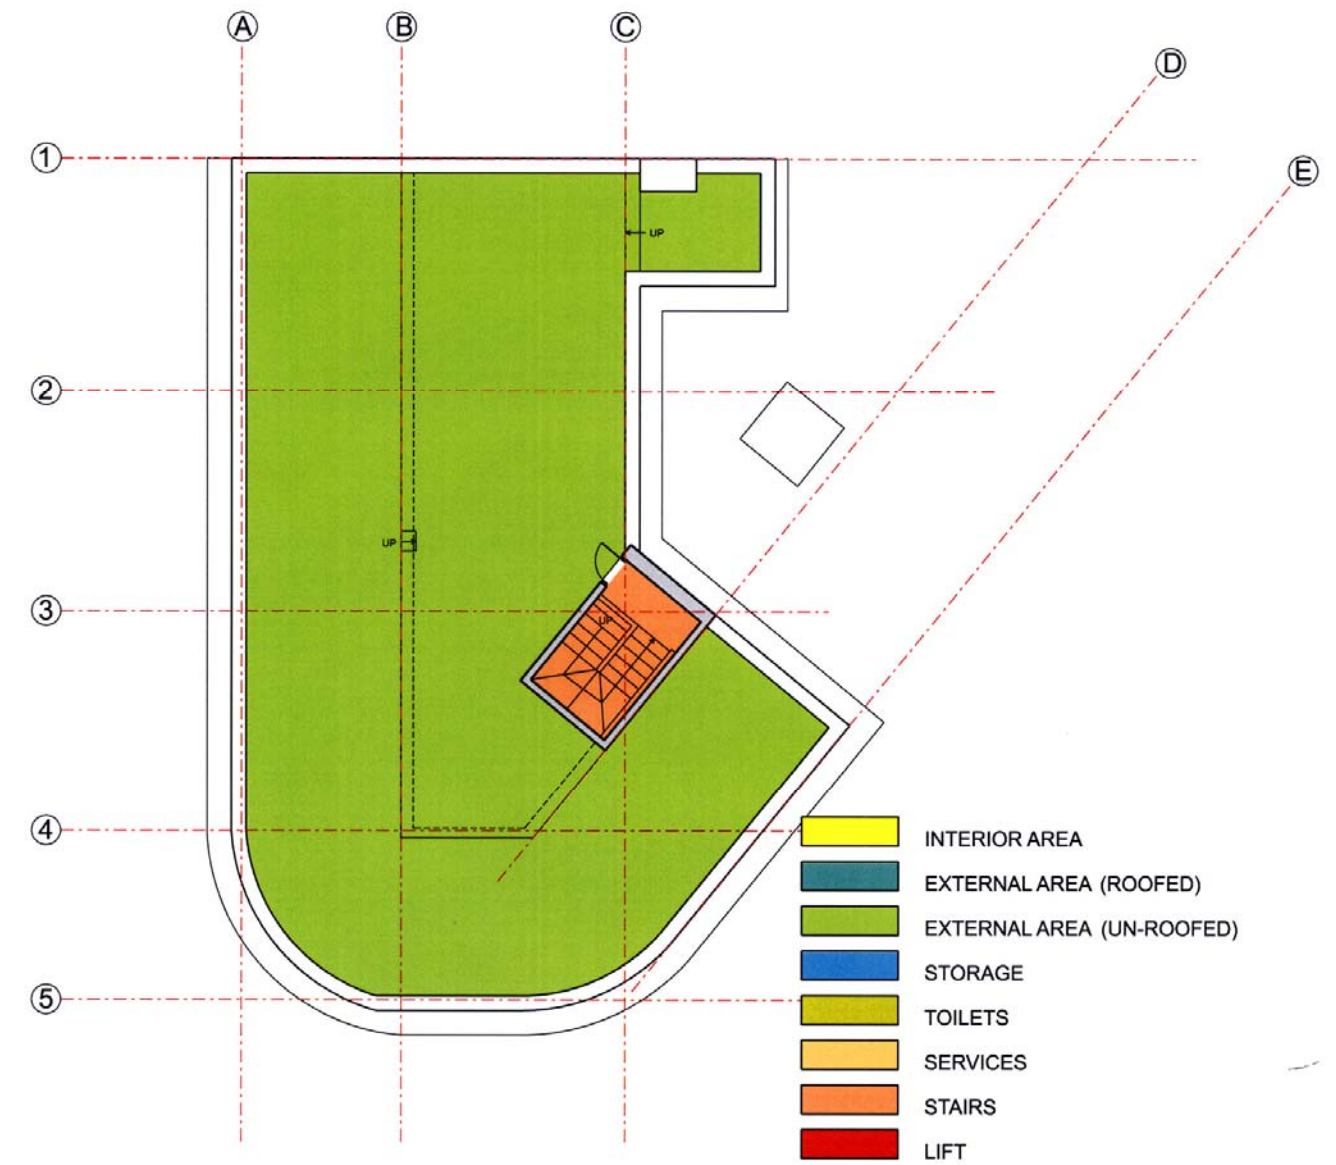 A
B
C
D
E
1
2
3
4
5
UP
UP
UP
INTERIOR AREA
EXTERNAL AREA (ROOFED)
EXTERNAL AREA (UN-ROOFED)
STORAGE
TOILETS
SERVICES
STAIRS
LIFT